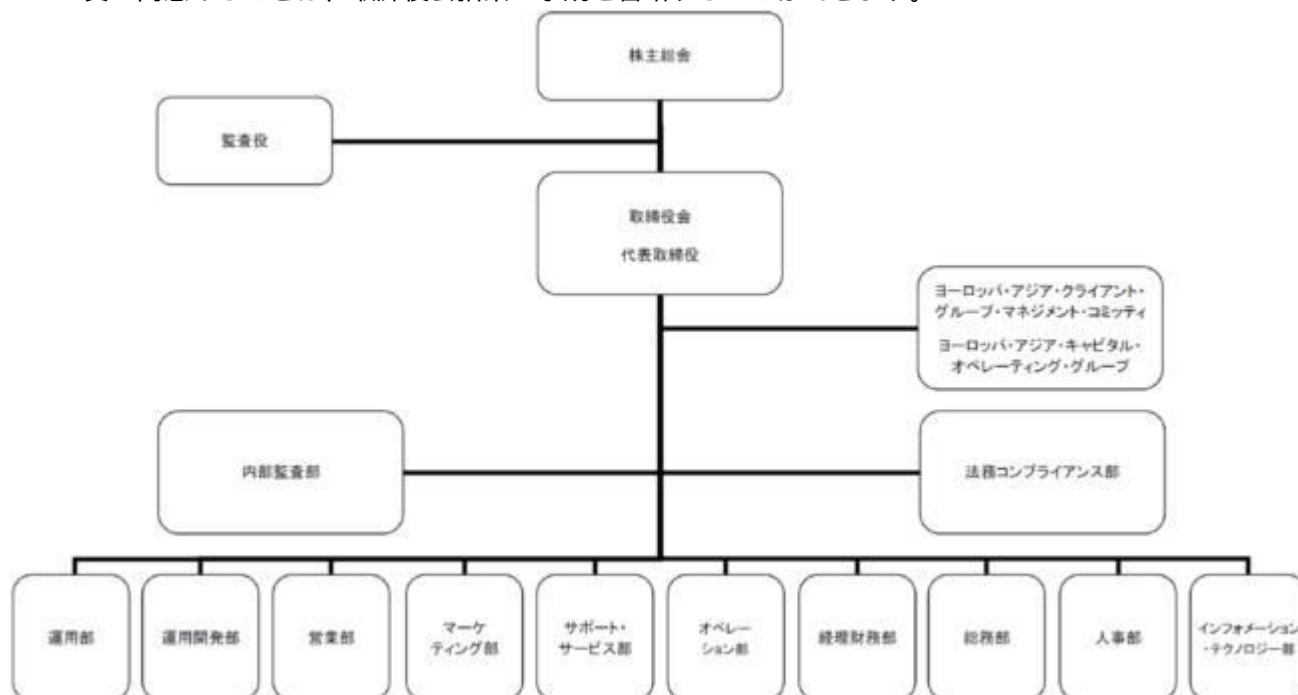 株主総会
監査役
取締役会
代表取締役
ヨーロッパ・アジア・クライアント・
グループ・マネジメント・コミッティ
ヨーロッパ・アジア・キャピタル・
オペレーティング・グループ
内部監査部
法務コンプライアンス部
運用部
運用開発部
営業部
マーケ
ティング部
サポート・
サービス部
オペレー
ション部
経理財務部
総務部
人事部
インフォメーション
・テクノロジー部